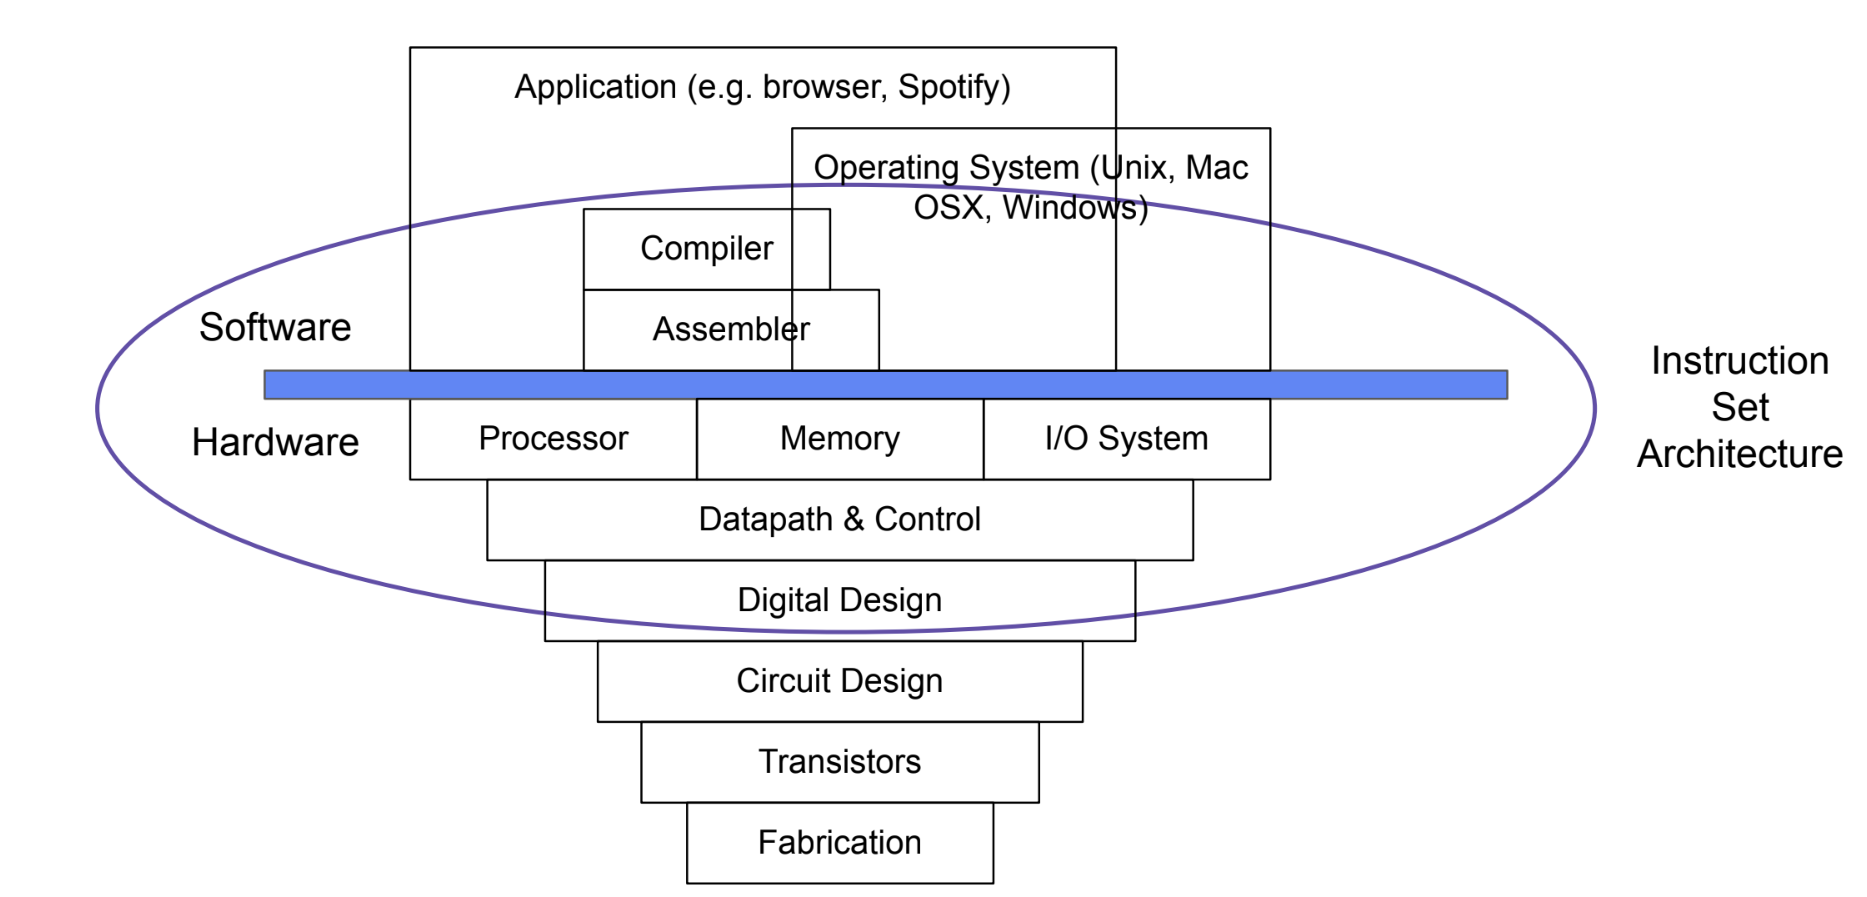 Application (e.g. browser, Spotify)
Operating System (Unix, Mac
OSX, Windows)
Compiler
Assembler
Software
Instruction
Set
Architecture
Hardware
Processor
Memory
I/O System
Datapath & Control
Digital Design
Circuit Design
Transistors
Fabrication